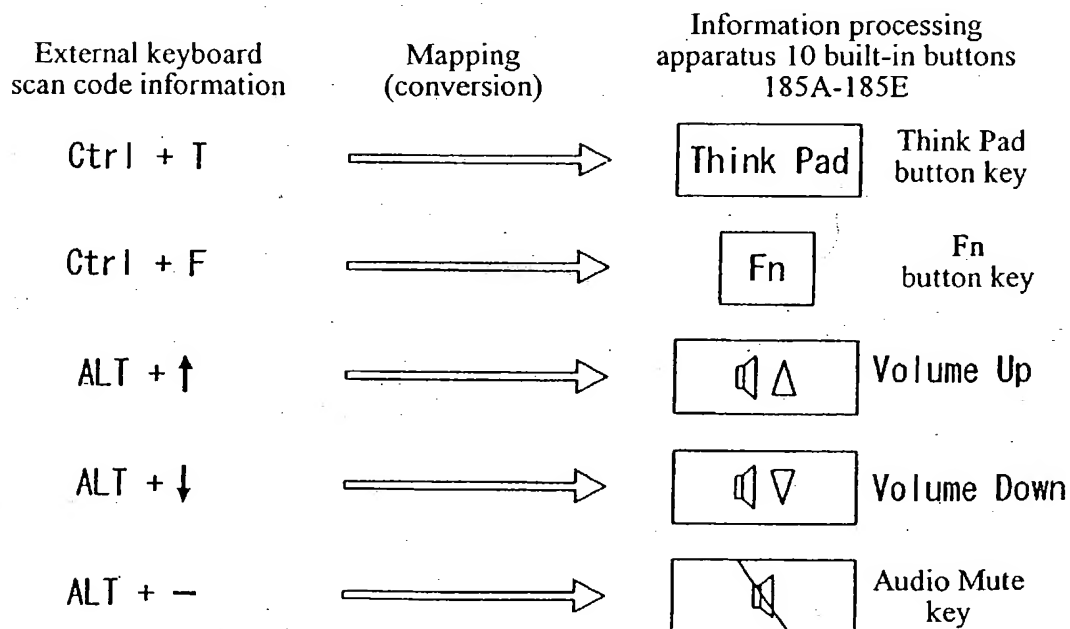 External keyboard
scan code information
Mapping
(conversion)
Information processing
apparatus 10 built-in buttons
185A-185E
Ctrl + T
Think Pad
Think Pad
button key
Ctrl + F
Fn
Fn
button key
ALT + ↑
Volume Up
ALT + ↓
Volume Down
ALT + −
Audio Mute
key